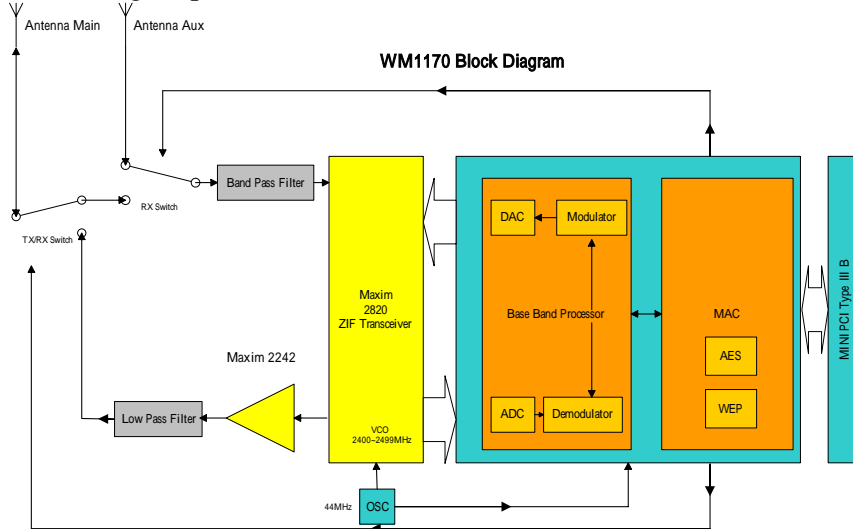 Antenna Main
Antenna Aux
WM1170 Block Diagram
Band Pass Filter
RX Switch
TX/RX Switch
DAC
Modulator
Maxim
2820
ZIF Transceiver
Base Band Processor
MAC
MINI PCI Type III B
AES
Maxim 2242
WEP
Low Pass Filter
ADC
Demodulator
VCO
2400~2499MHz
44MHz
OSC